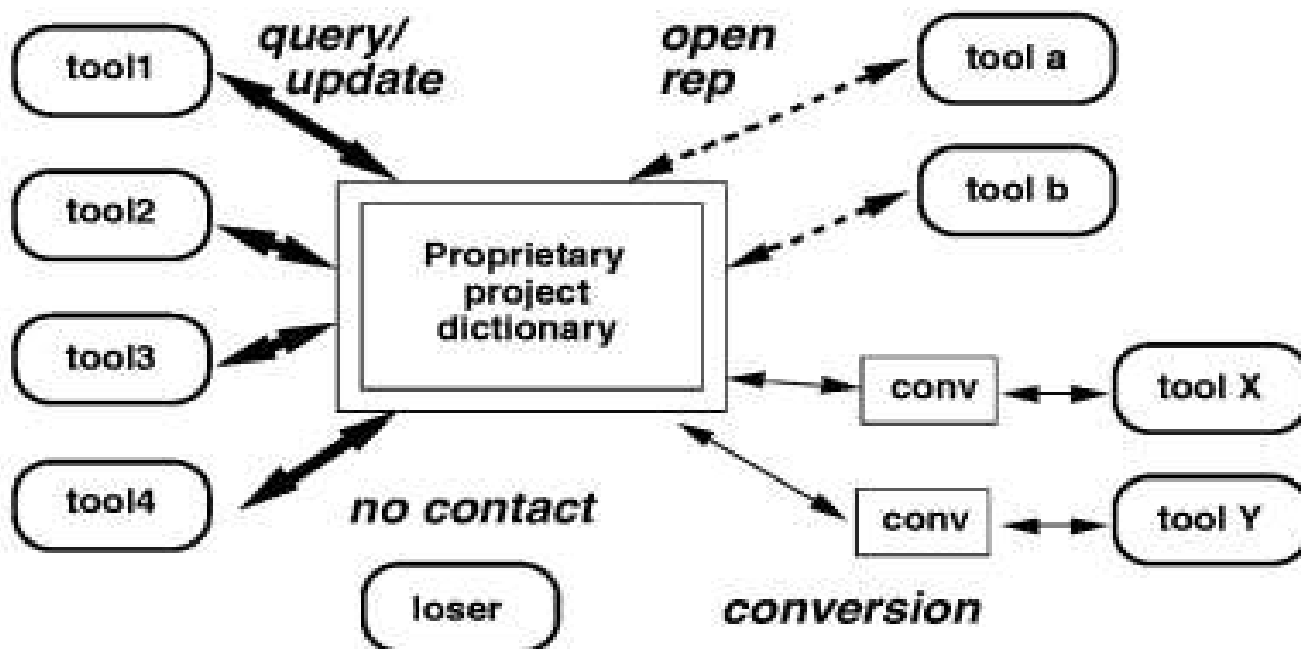 query/
update
open
rep
tool1
tool a
tool2
tool b
Proprietary
project
dictionary
tool3
conv
tool X
tool4
no contact
conv
tool Y
loser
conversion